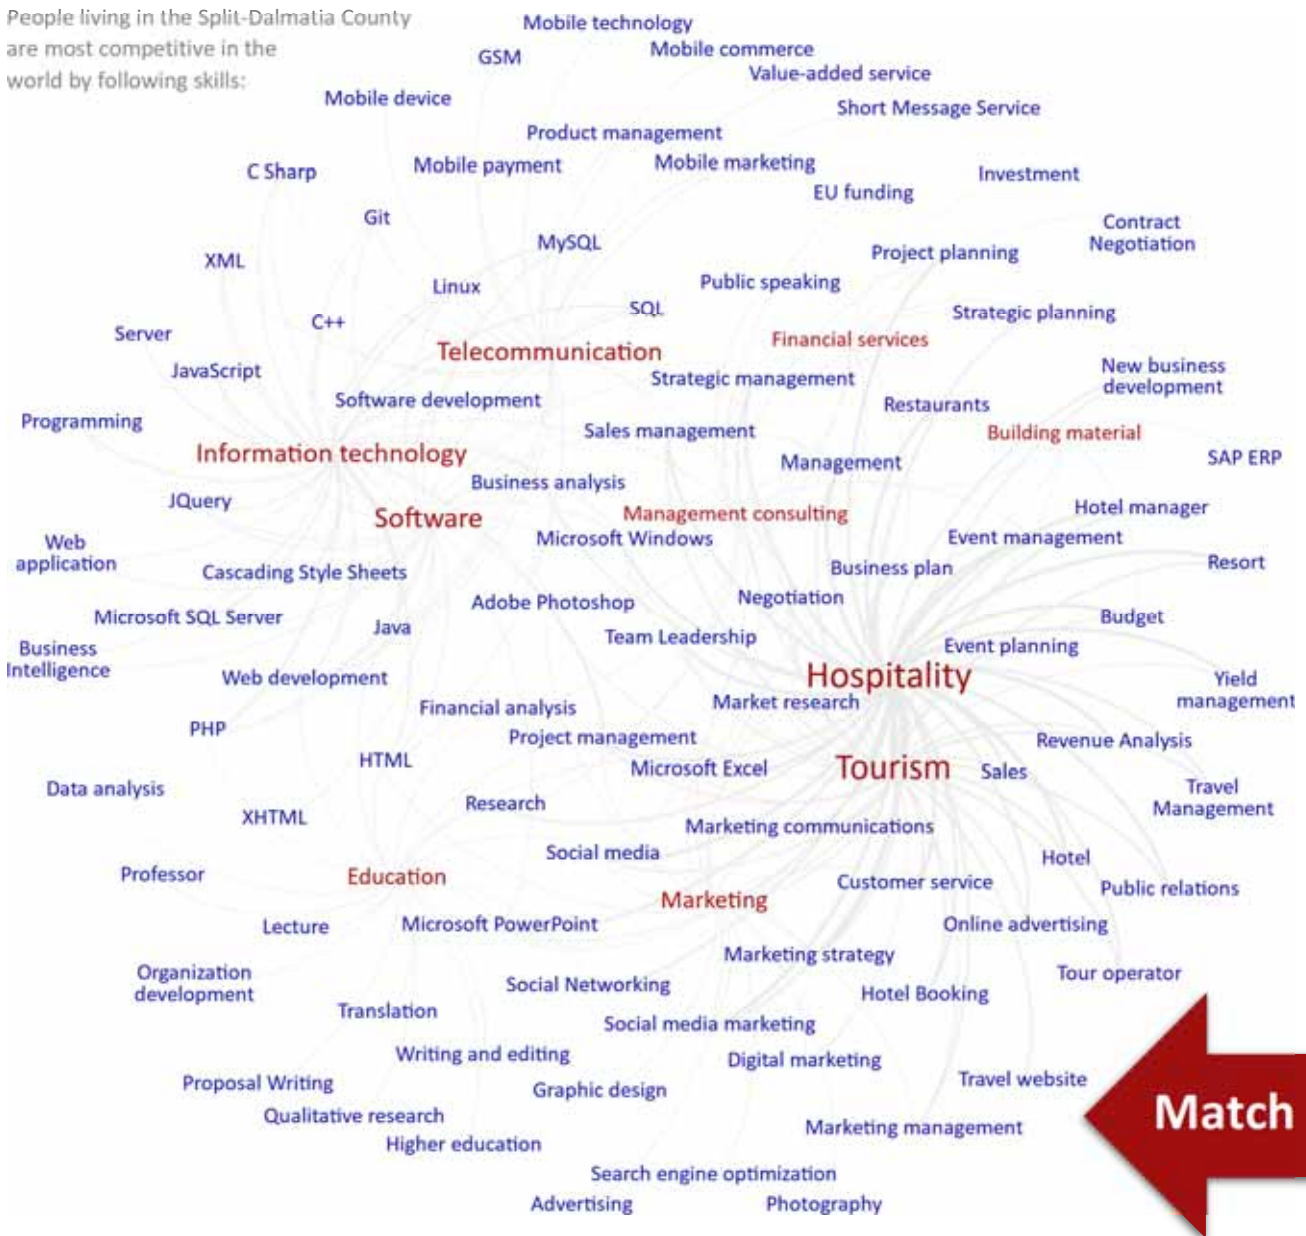 People living in the Split-Dalmatia County
are most competitive in the
world by following skills:
Mobile technology
GSM
Mobile commerce
Value-added service
Mobile device
Short Message Service
Product management
Mobile payment
Mobile marketing
C Sharp
Investment
EU funding
Git
Contract
Negotiation
MySQL
Project planning
XML
Public speaking
Linux
SQL
Strategic planning
C++
Server
Financial services
Telecommunication
JavaScript
Strategic management
New business
development
Software development
Restaurants
Programming
Sales management
Building material
Information technology
Management
SAP ERP
Business analysis
JQuery
Hotel manager
Software
Management consulting
Microsoft Windows
Event management
Web
application
Cascading Style Sheets
Business plan
Resort
Adobe Photoshop
Negotiation
Microsoft SQL Server
Java
Team Leadership
Budget
Business
Intelligence
Event planning
Web development
Hospitality
Yield
management
Financial analysis
Market research
PHP
Project management
Revenue Analysis
HTML
Microsoft Excel
Tourism
Sales
Data analysis
Travel
Management
XHTML
Research
Marketing communications
Social media
Hotel
Professor
Education
Customer service
Public relations
Marketing
Lecture
Microsoft PowerPoint
Online advertising
Marketing strategy
Organization
development
Tour operator
Social Networking
Hotel Booking
Translation
Social media marketing
Writing and editing
Digital marketing
Proposal Writing
Graphic design
Travel website
Match
Qualitative research
Marketing management
Higher education
Search engine optimization
Advertising
Photography